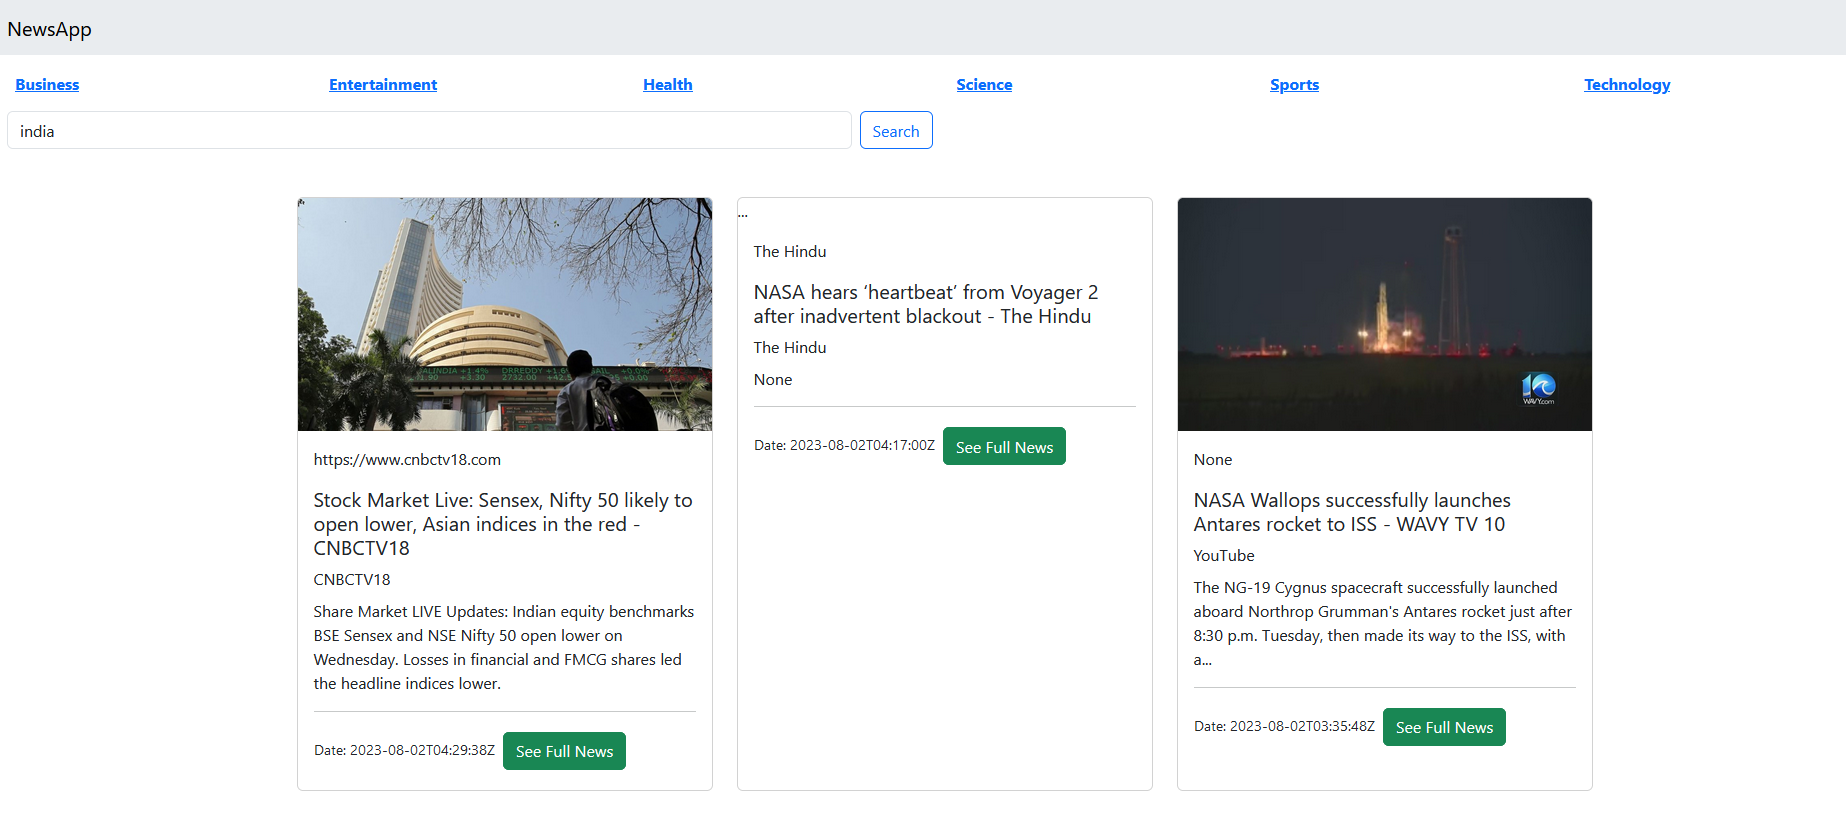 NewsApp
Business
Entertainment
Health
Science
Sports
Technology
india
Search
DRREDDY
2732.00
+3.30
WAVY.com
https://www.cnbctv18.com
Stock Market Live: Sensex, Nifty 50 likely to
open lower, Asian indices in the red -
CNBCTV18
CNBCTV18
Share Market LIVE Updates: Indian equity benchmarks
BSE Sensex and NSE Nifty 50 open lower on
Wednesday. Losses in financial and FMCG shares led
the headline indices lower.
Date: 2023-08-02T04:29:38Z
See Full News
...
The Hindu
NASA hears ‘heartbeat’ from Voyager 2
after inadvertent blackout - The Hindu
The Hindu
None
Date: 2023-08-02T04:17:00Z
See Full News
None
NASA Wallops successfully launches
Antares rocket to ISS - WAVY TV 10
YouTube
The NG-19 Cygnus spacecraft successfully launched
aboard Northrop Grumman's Antares rocket just after
8:30 p.m. Tuesday, then made its way to the ISS, with
a...
Date: 2023-08-02T03:35:48Z
See Full News